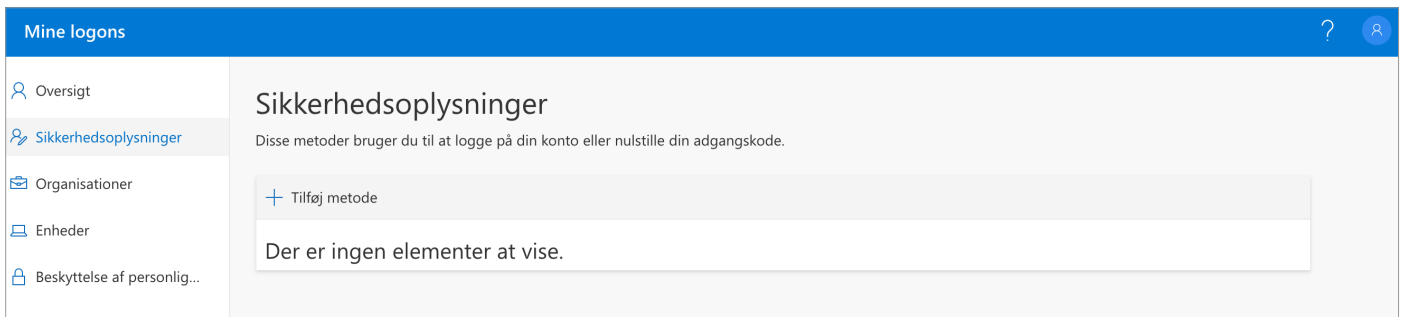 Mine logons
?
Oversigt
Sikkerhedsoplysninger
Organisationer
Enheder
Beskyttelse af personlig...
Sikkerhedsoplysninger
Disse metoder bruger du til at logge på din konto eller nulstille din adgangskode.
+ Tilføj metode
Der er ingen elementer at vise.